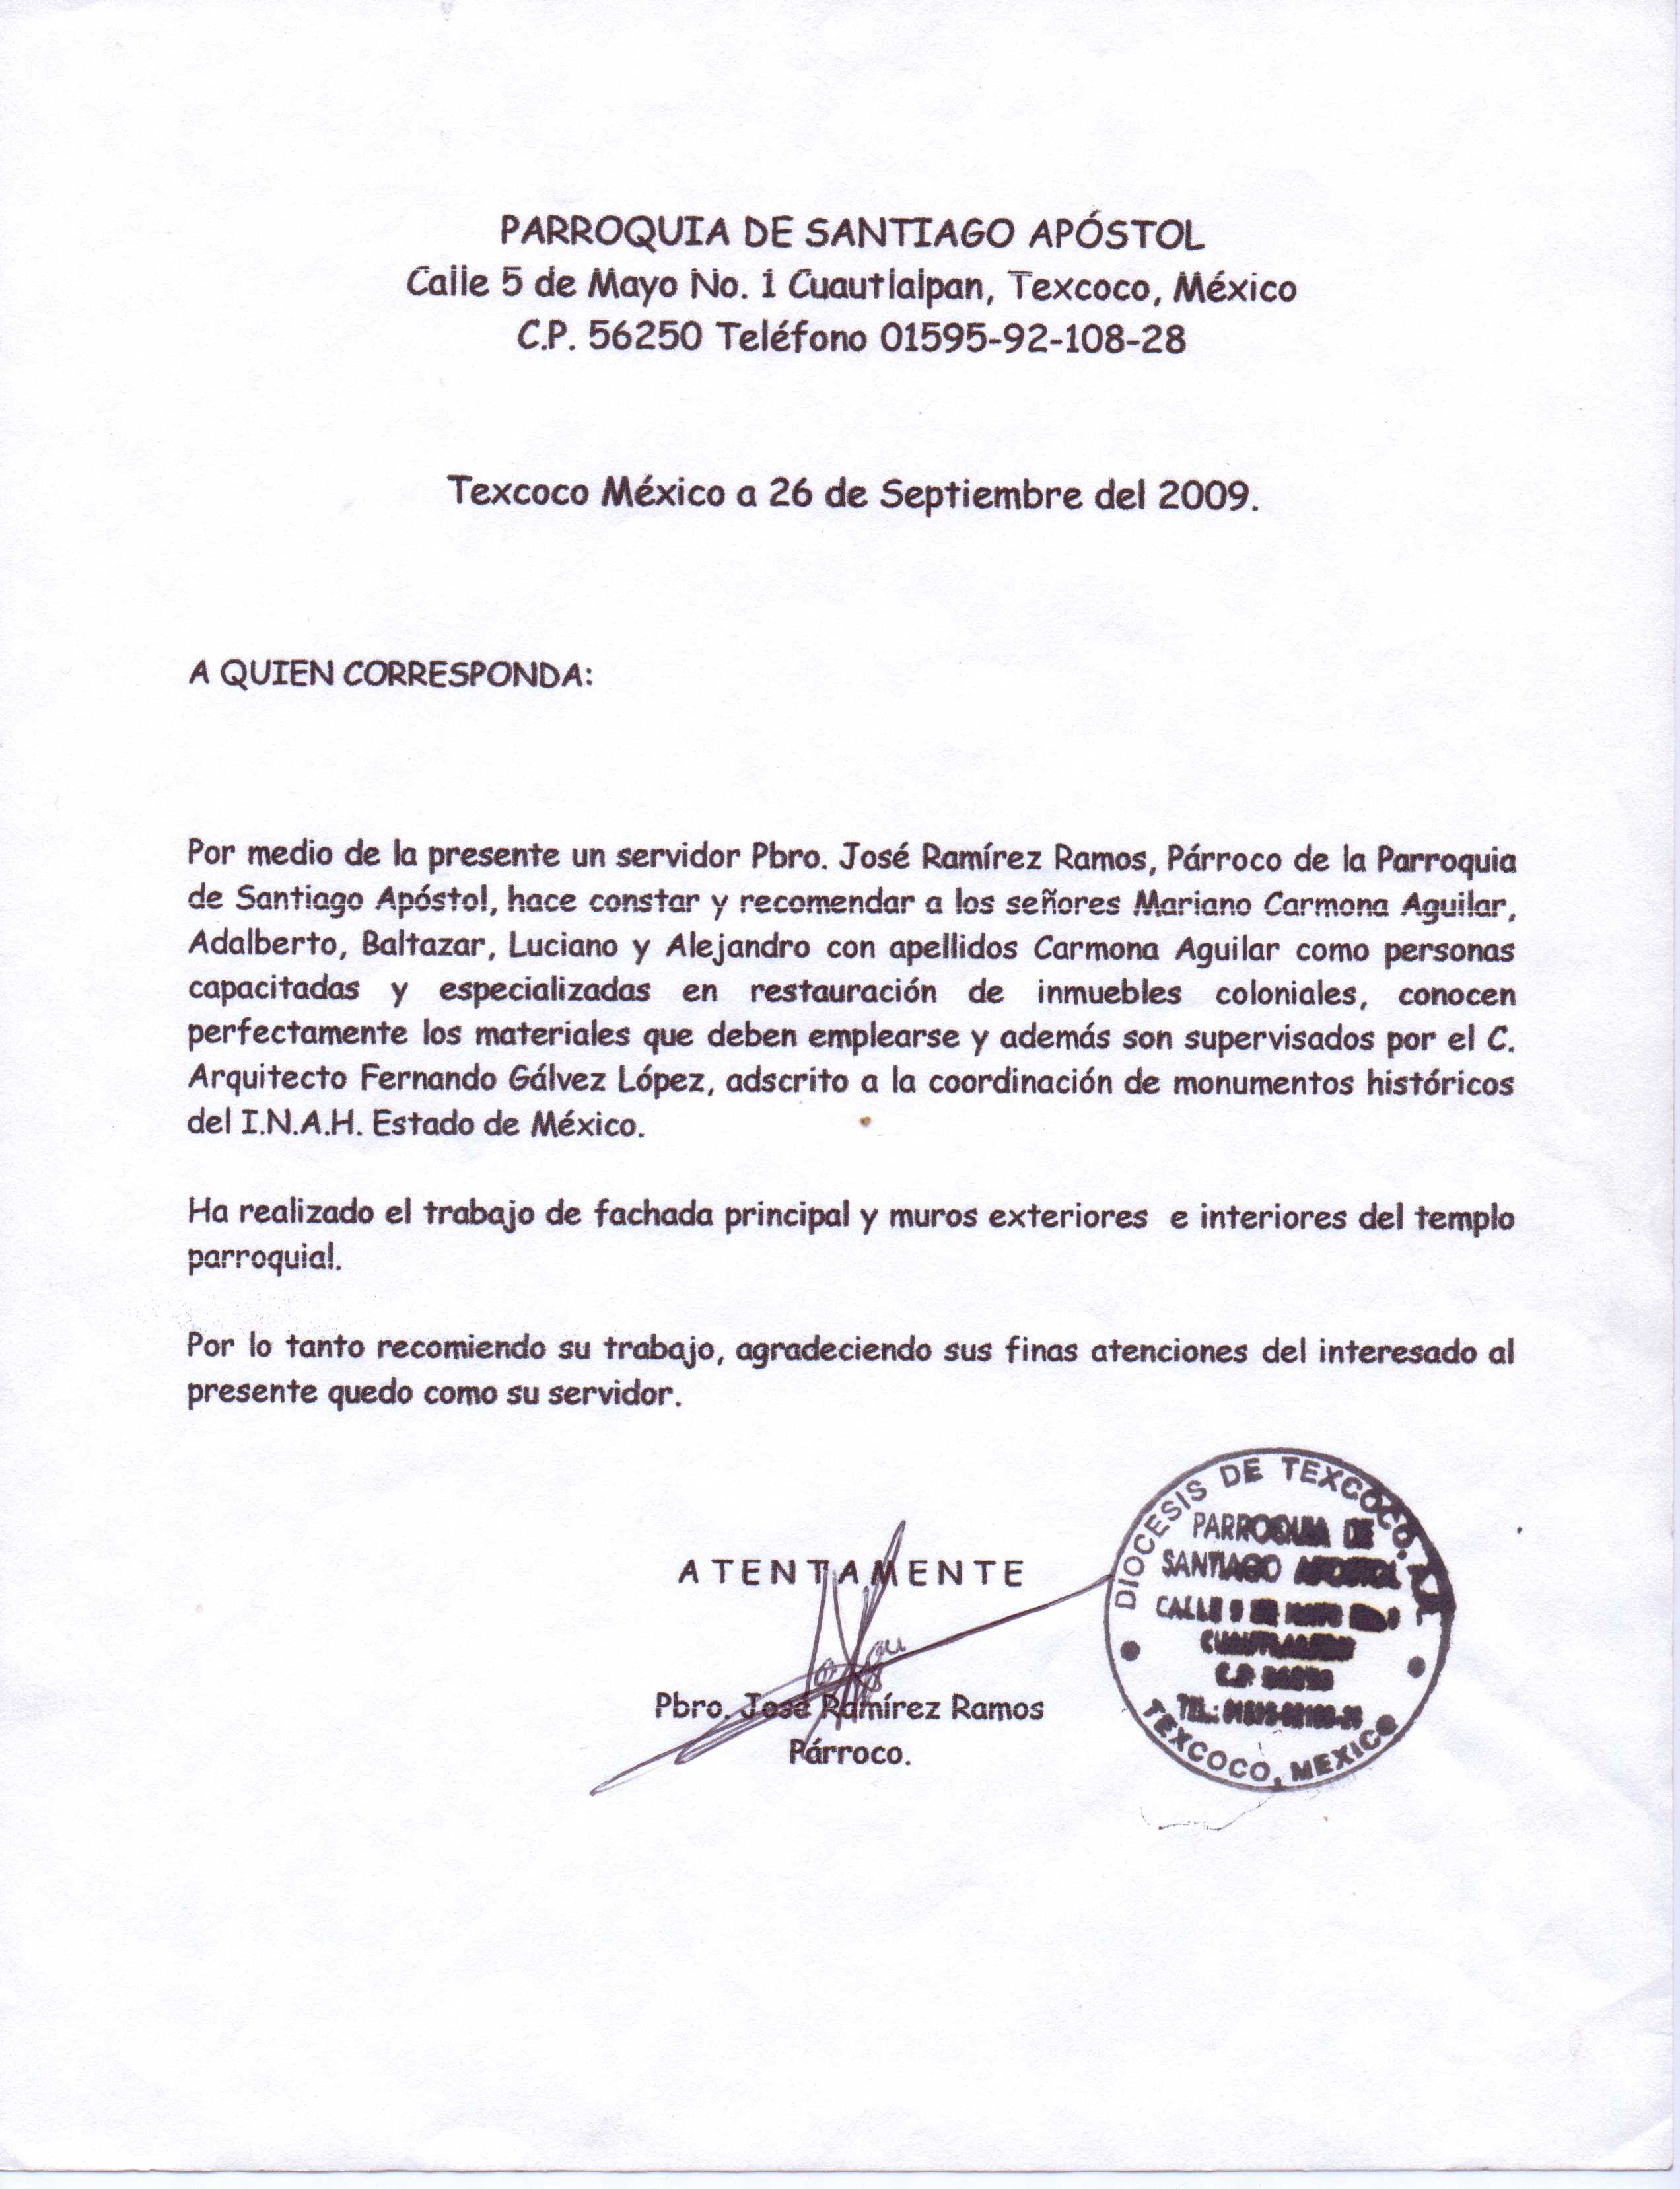 PARROQUIA DE SANTIAGO APÓSTOL
Calle 5 de Mayo No. 1 Cuautlalpan, Texcoco, México
C.P. 56250 Teléfono 01595-92-108-28
Texcoco México a 26 de Septiembre del 2009.
A QUIEN CORRESPONDA:
Por medio de la presente un servidor Pbro. José Ramírez Ramos, Párroco de la Parroquia
de Santiago Apóstol, hace constar y recomendar a los señores Mariano Carmona Aguilar,
Adalberto, Baltazar, Luciano y Alejandro con apellidos Carmona Aguilar como personas
capacitadas y especializadas en restauración de inmuebles coloniales, conocen
perfectamente los materiales que deben emplearse y además son supervisados por el C.
Arquitecto Fernando Gálvez López, adscrito a la coordinación de monumentos históricos
del I.N.A.H. Estado de México.
Ha realizado el trabajo de fachada principal y muros exteriores e interiores del templo
parroquial.
Por lo tanto recomiendo su trabajo, agradeciendo sus finas atenciones del interesado al
presente quedo como su servidor.
ATENTAMENTE
Pbro. José Ramírez Ramos
Párroco.
DIOCESIS DE TEXCOCO
PARROQUIA DE
SANTIAGO APOSTOL
CALLE 5 DE MAYO
C.P.
TEL.:
TEXCOCO, MEXICO